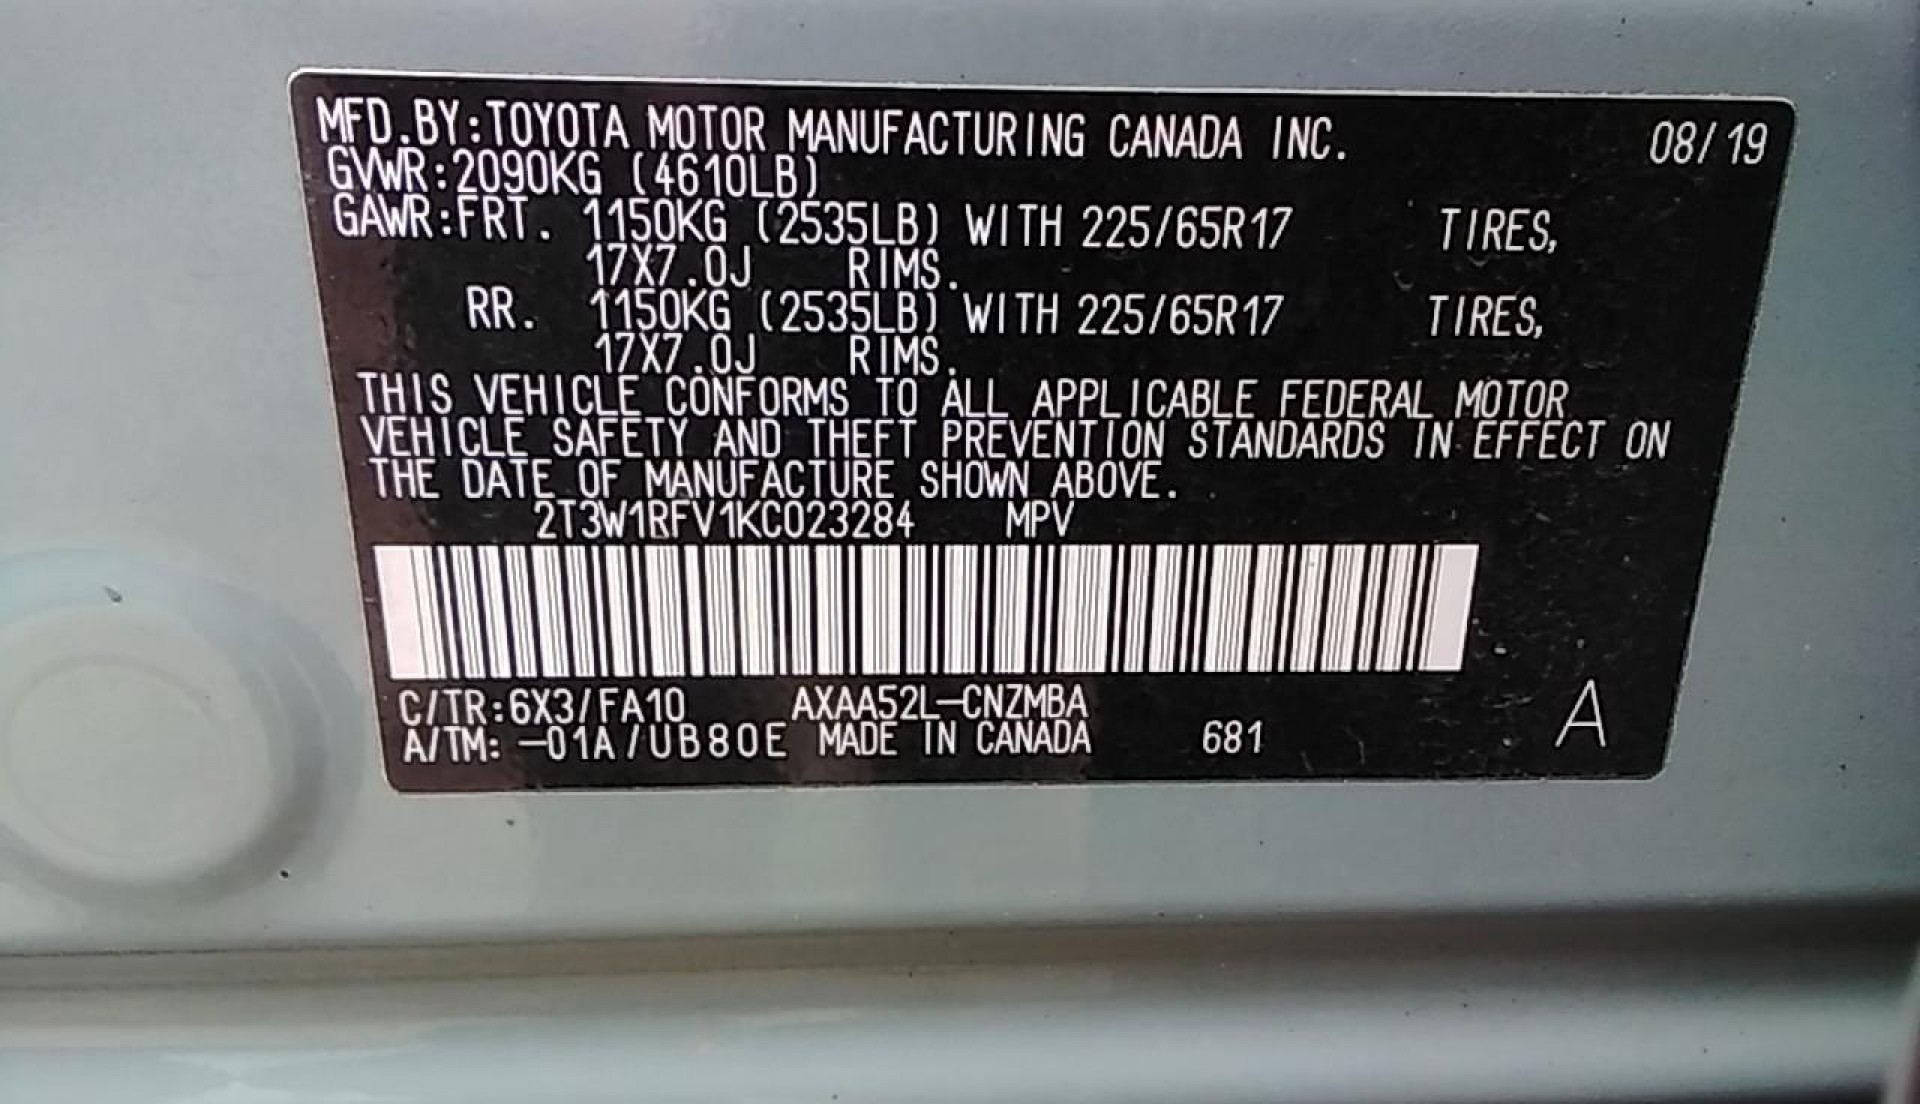 MFD.BY:TOYOTA MOTOR MANUFACTURING CANADA INC. 08/19
GVWR:2090KG (4610LB)
GAWR:FRT. 1150KG (2535LB) WITH 225/65R17 TIRES,
17X7.0J RIMS.
RR. 1150KG (2535LB) WITH 225/65R17 TIRES,
17X7.0J RIMS.
THIS VEHICLE CONFORMS TO ALL APPLICABLE FEDERAL MOTOR
VEHICLE SAFETY AND THEFT PREVENTION STANDARDS IN EFFECT ON
THE DATE OF MANUFACTURE SHOWN ABOVE.
2T3W1RFV1KC023284 MPV
C/TR:6X3/FA10 AXAA52L-CNZMBA
A/TM: -01A/UB80E MADE IN CANADA 681 A